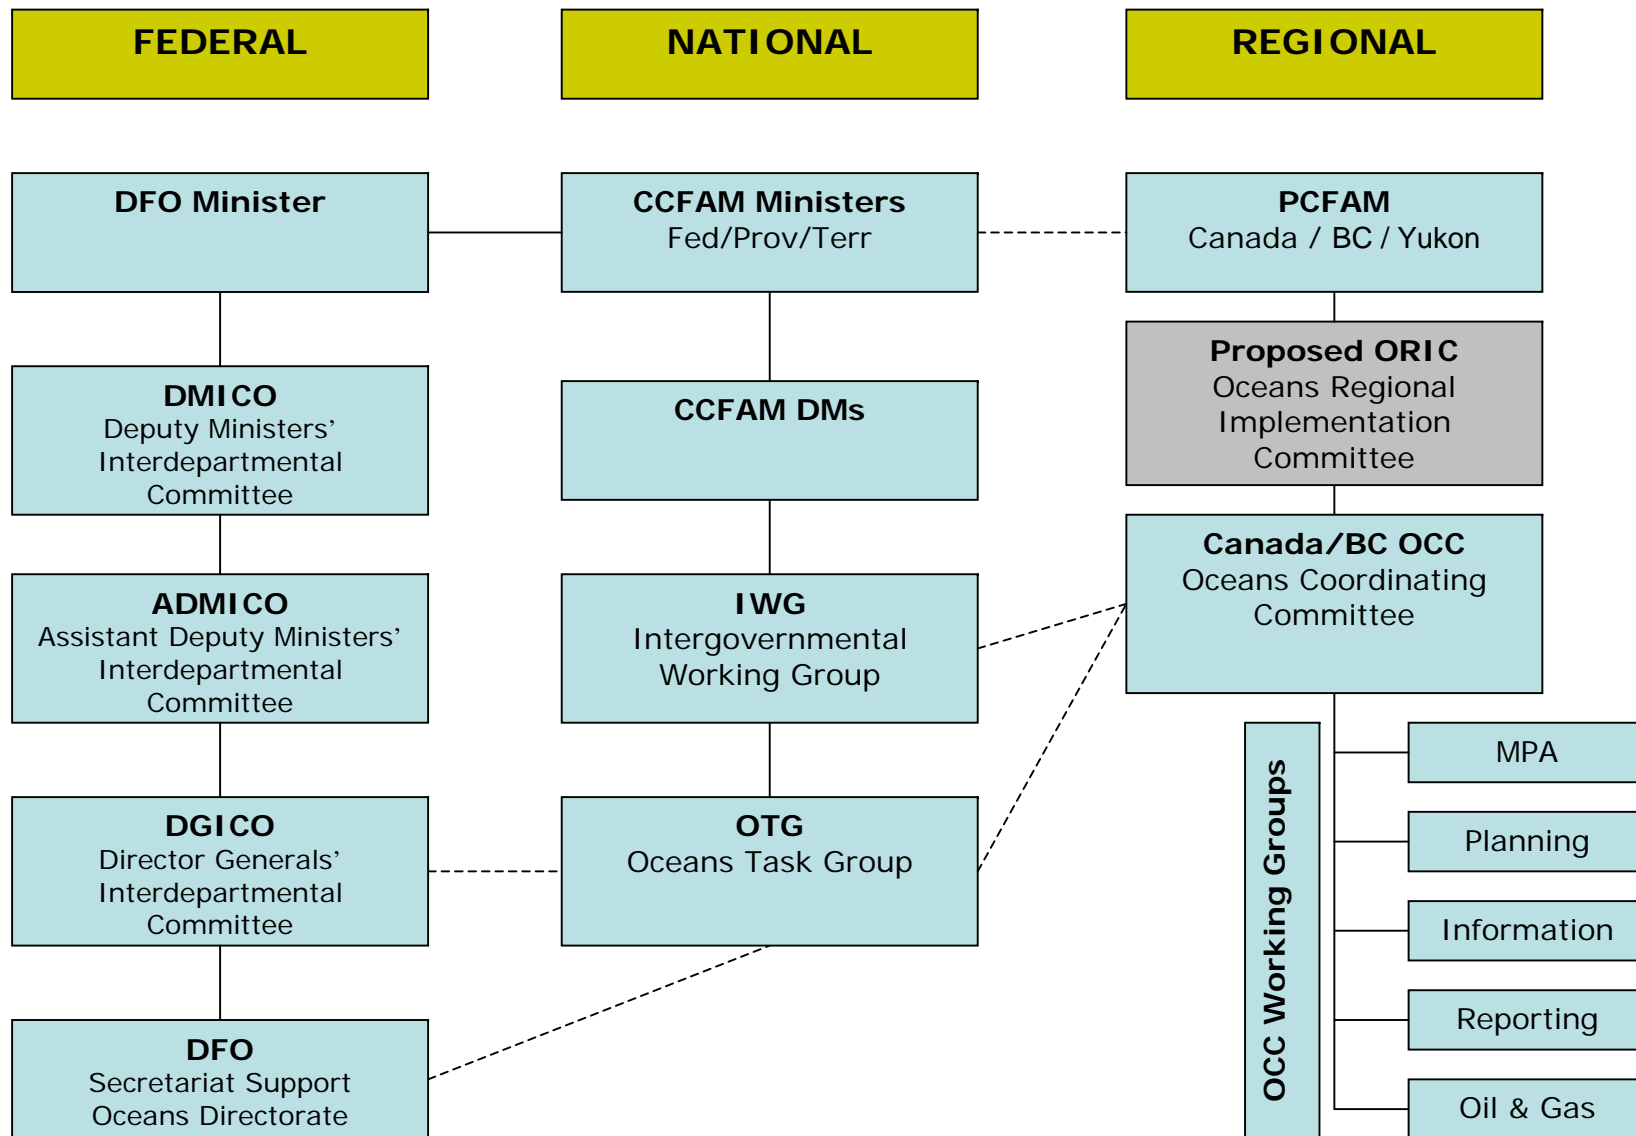 FEDERAL
NATIONAL
REGIONAL
DFO Minister
DMICO
Deputy Ministers’
Interdepartmental
Committee
ADMICO
Assistant Deputy Ministers’
Interdepartmental
Committee
DGICO
Director Generals’
Interdepartmental
Committee
DFO
Secretariat Support
Oceans Directorate
CCFAM Ministers
Fed/Prov/Terr
CCFAM DMs
IWG
Intergovernmental
Working Group
OTG
Oceans Task Group
PCFAM
Canada / BC / Yukon
Proposed ORIC
Oceans Regional
Implementation
Committee
Canada/BC OCC
Oceans Coordinating
Committee
OCC Working Groups
MPA
Planning
Information
Reporting
Oil & Gas